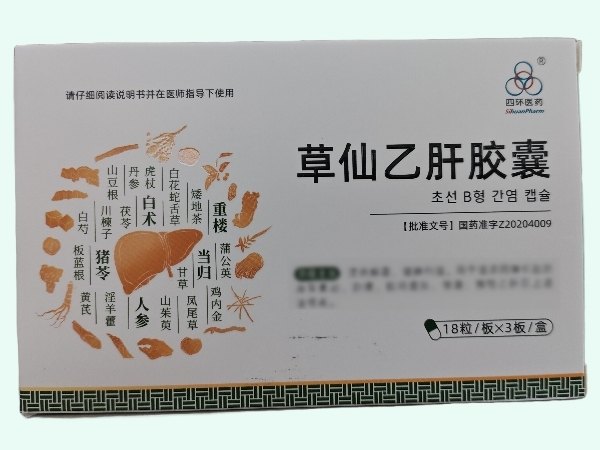 请仔细阅读说明书并在医师指导下使用
®
四环医药
SihuanPharm
草仙乙肝胶囊
초선 B형 간염 캡슐
【批准文号】国药准字Z20204009
18粒/板×3板/盒
山豆根
丹参
虎杖
白花蛇舌草
矮地茶
重楼
蒲公英
白芍
川楝子
茯苓
白术
当归
鸡内金
板蓝根
猪苓
甘草
凤尾草
黄芪
淫羊藿
人参
山茱萸